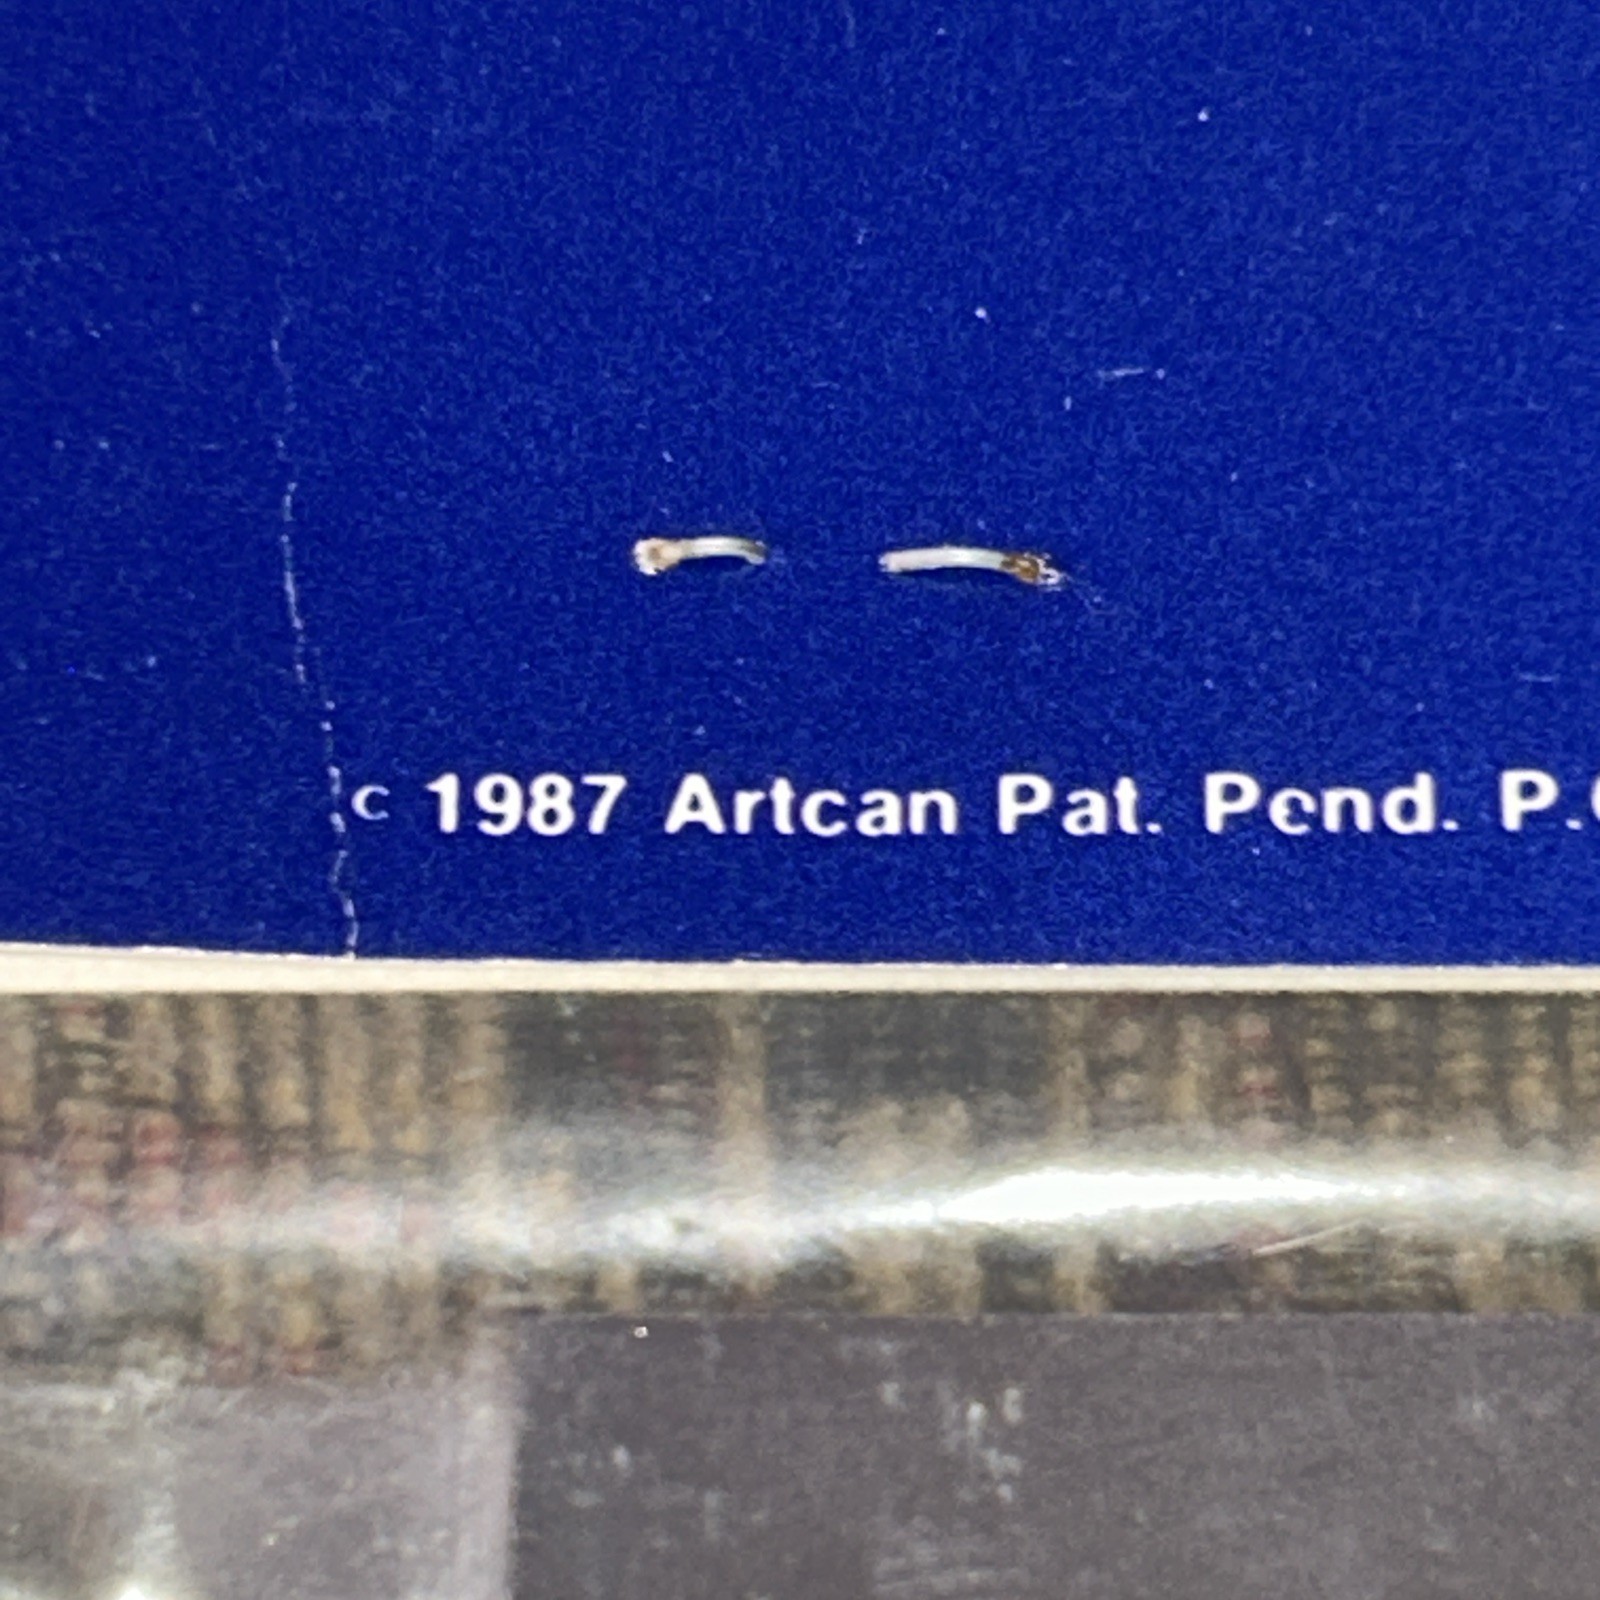 c 1987 Artcan Pat. Pend. P.